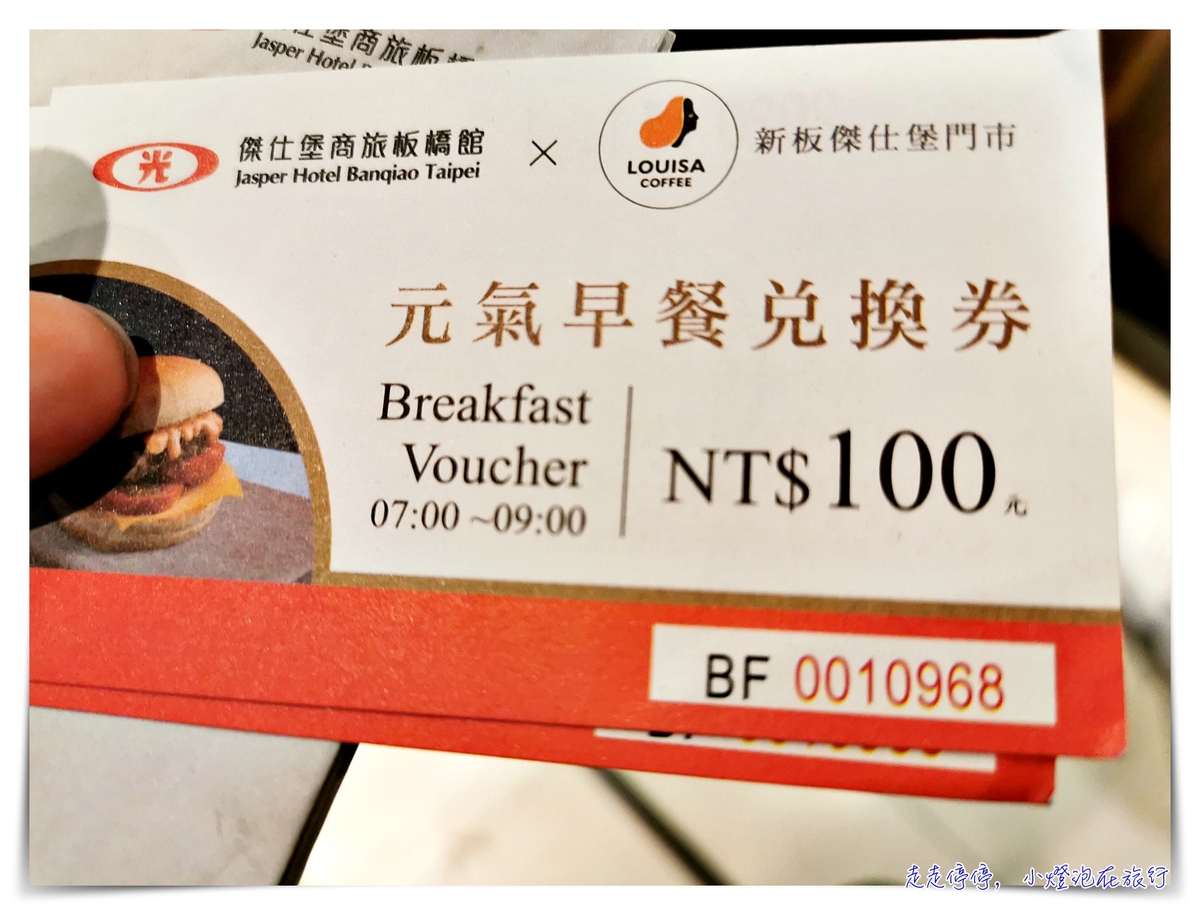 堡商旅板橋
Jasper Hotel
光
傑仕堡商旅板橋館
Jasper Hotel Banqiao Taipei
×
LOUISA
COFFEE
新板傑仕堡門市
元氣早餐兌換券
Breakfast
Voucher
07:00 ~09:00
NT$100元
BF 0010968
走走停停，小燈泡在旅行